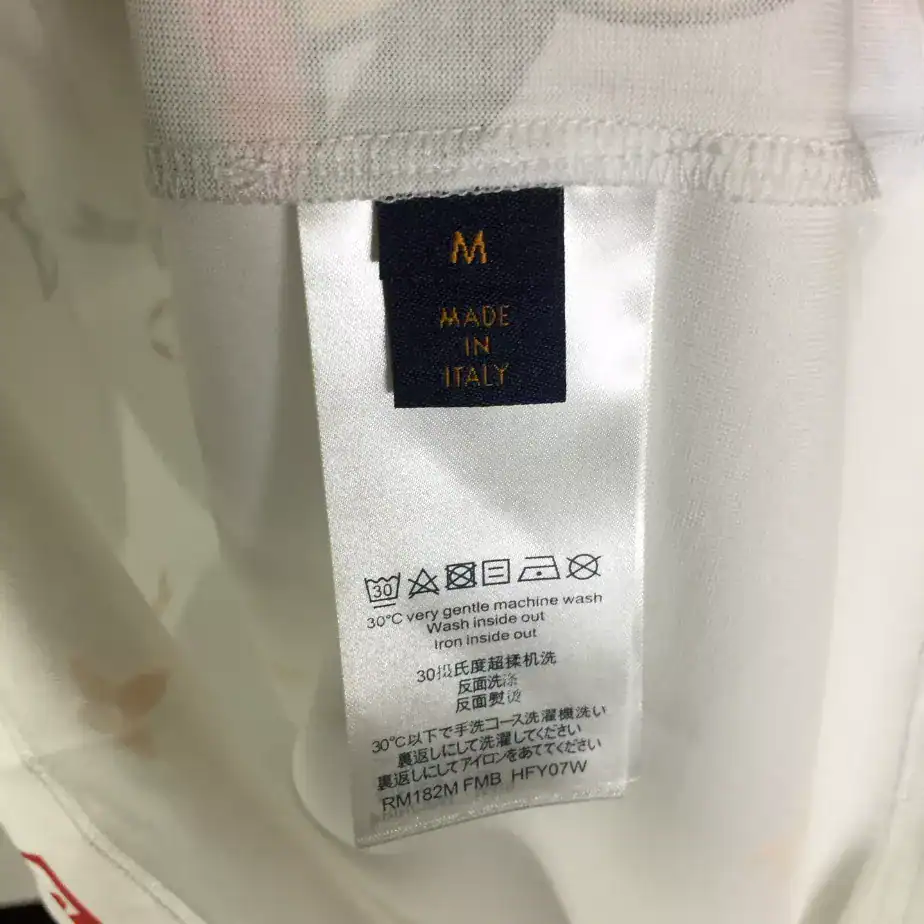 M
MADE
IN
ITALY
30
30°C very gentle machine wash
Wash inside out
Iron inside out
氏度超揉机洗
反面洗涤
反面熨烫
30°C以下で手洗コース洗濯機洗い
裏返しにして洗濯してください
裏返しにしてアイロンをあててください
RM182M FMB HFY07W